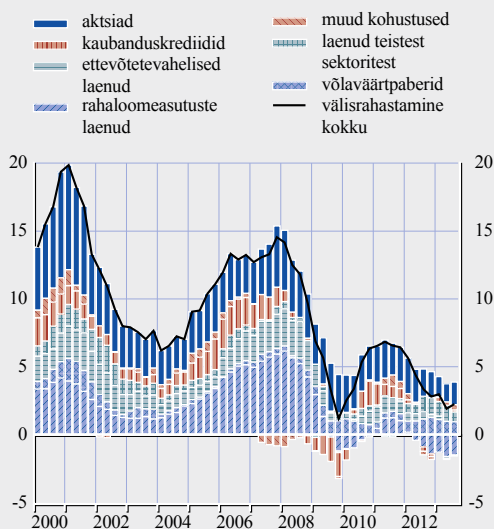 aktsiad
kaubanduskrediidid
ettevõtetevahelised
laenud
rahaloomeasutuste
laenud
muud kohustused
laenud teistest
sektoritest
võlaväärtpaberid
välisrahastamine
kokku
20 20
15 15
10 10
5 5
0 0
-5 -5
2000 2002 2004 2006 2008 2010 2012